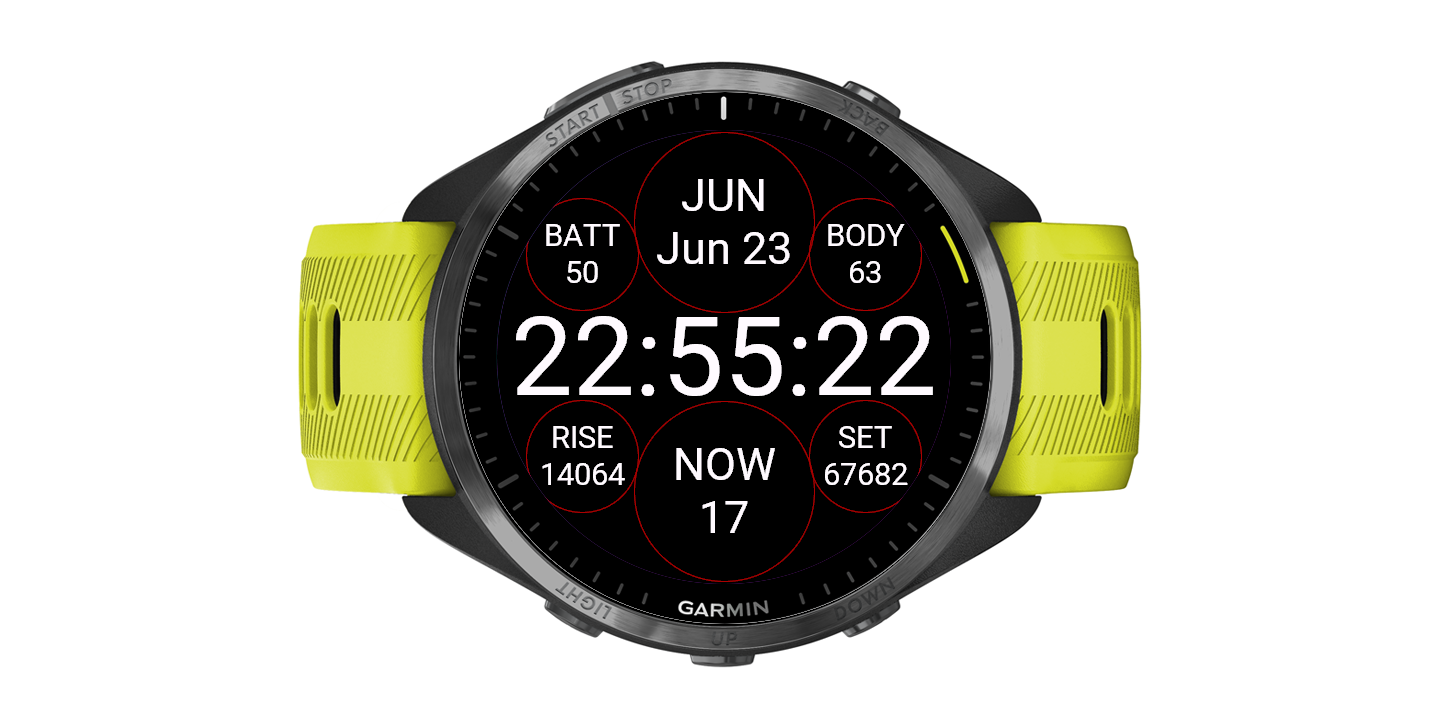 START STOP
BACK
JUN
Jun 23
BATT
50
BODY
63
22:55:22
RISE
14064
NOW
17
SET
67682
GARMIN
LIGHT
UP
DOWN